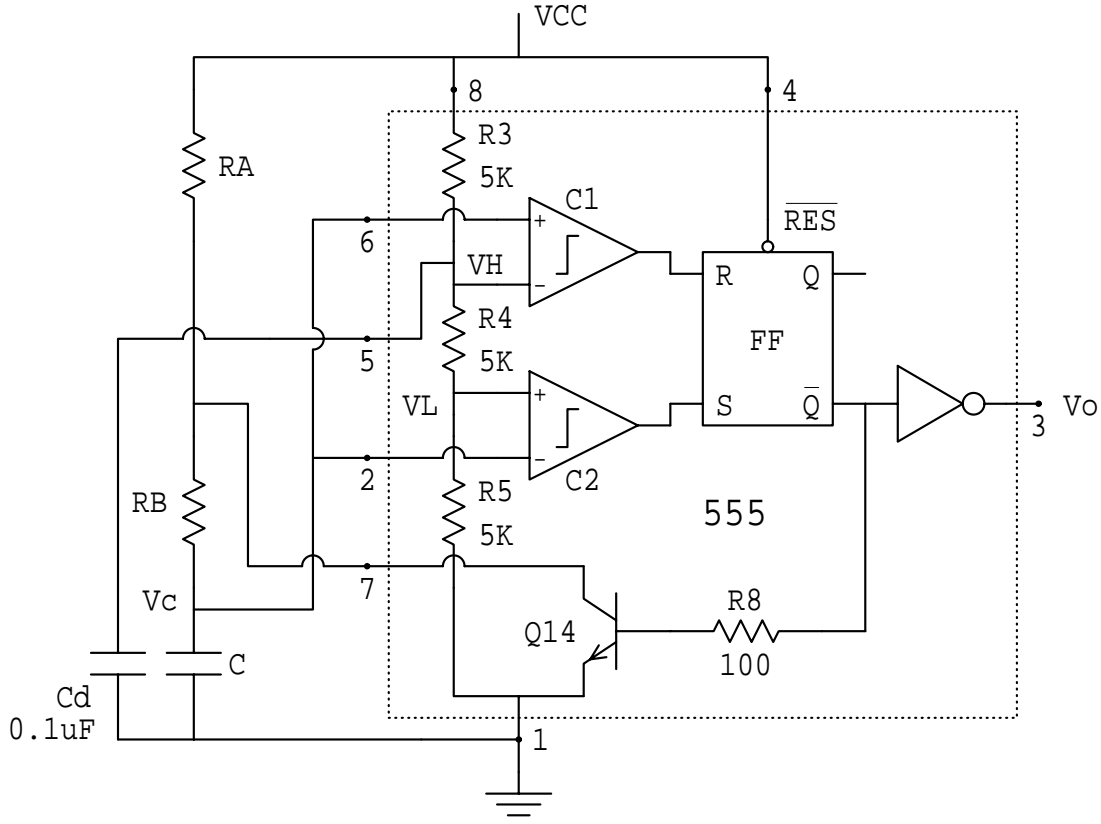 VCC
8
4
R3
5K
RA
C1
RES
6
VH
R
Q
R4
5K
FF
5
VL
S
Q
Vo
3
2
C2
RB
R5
5K
555
7
Vc
R8
Q14
100
C
Cd
0.1uF
1
+
−
+
−